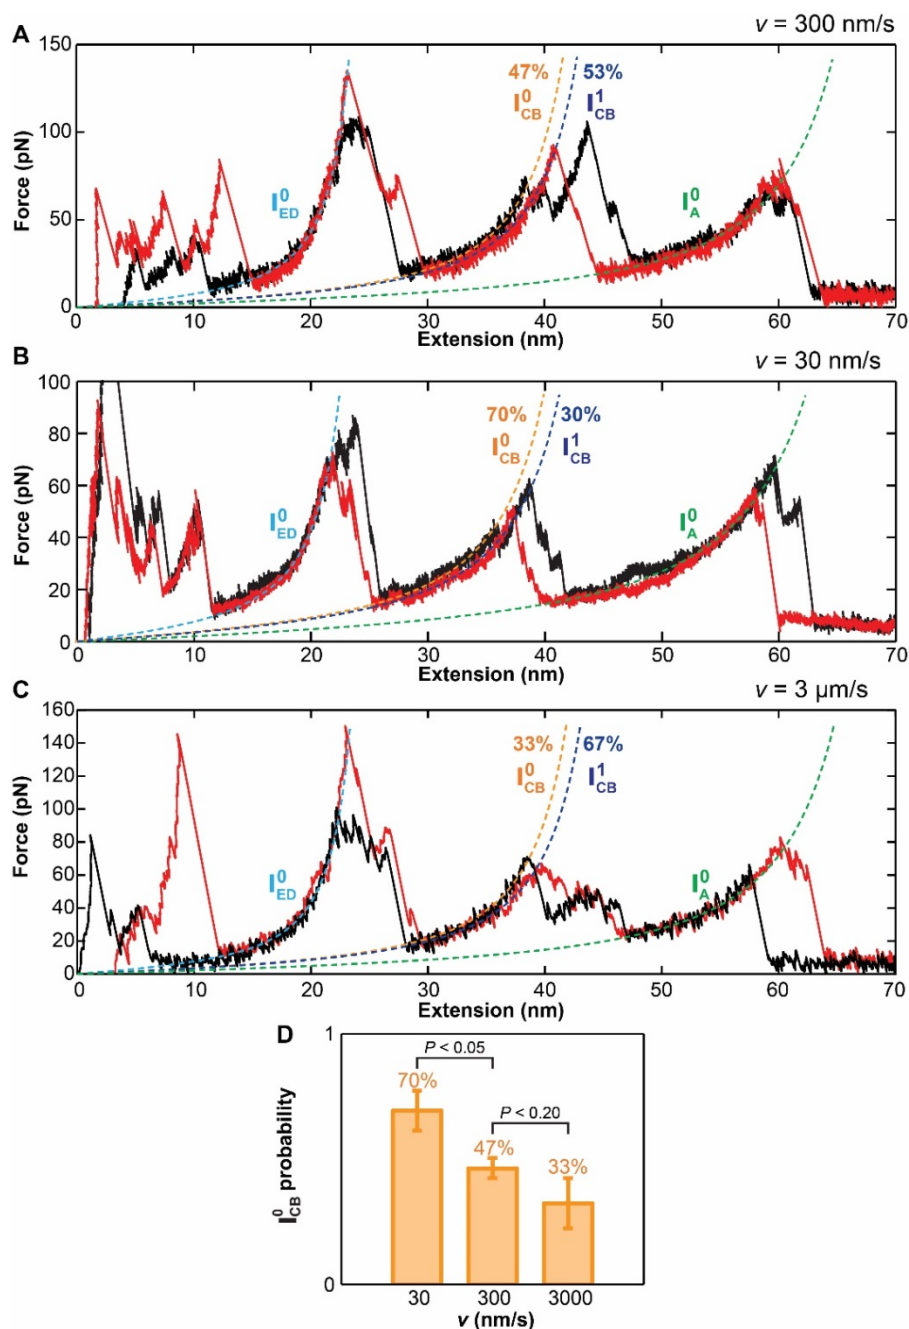 A
v = 300 nm/s
150
100
50
0
Force (pN)
47%
53%
I⁰CB
I¹CB
I⁰ED
I⁰A
0 10 20 30 40 50 60 70
Extension (nm)
B
v = 30 nm/s
100
80
60
40
20
0
Force (pN)
70%
30%
I⁰CB
I¹CB
I⁰ED
I⁰A
0 10 20 30 40 50 60 70
Extension (nm)
C
v = 3 µm/s
160
140
120
100
80
60
40
20
0
Force (pN)
33%
67%
I⁰CB
I¹CB
I⁰ED
I⁰A
0 10 20 30 40 50 60 70
Extension (nm)
D
1
0
I⁰CB probability
P < 0.05
P < 0.20
70%
47%
33%
30 300 3000
v (nm/s)